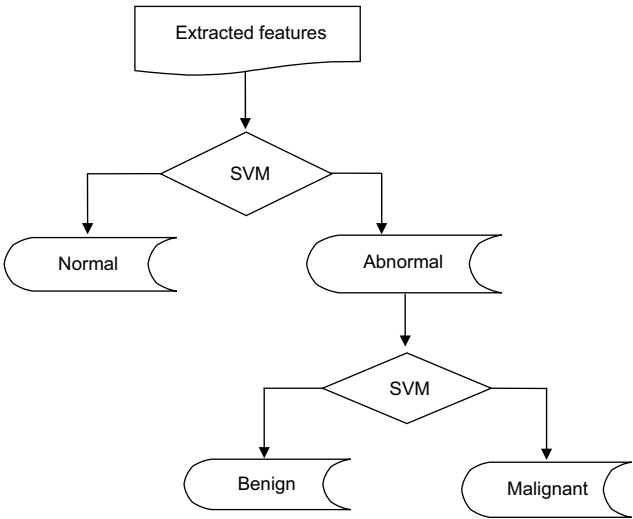 Extracted features
SVM
Normal
Abnormal
SVM
Benign
Malignant